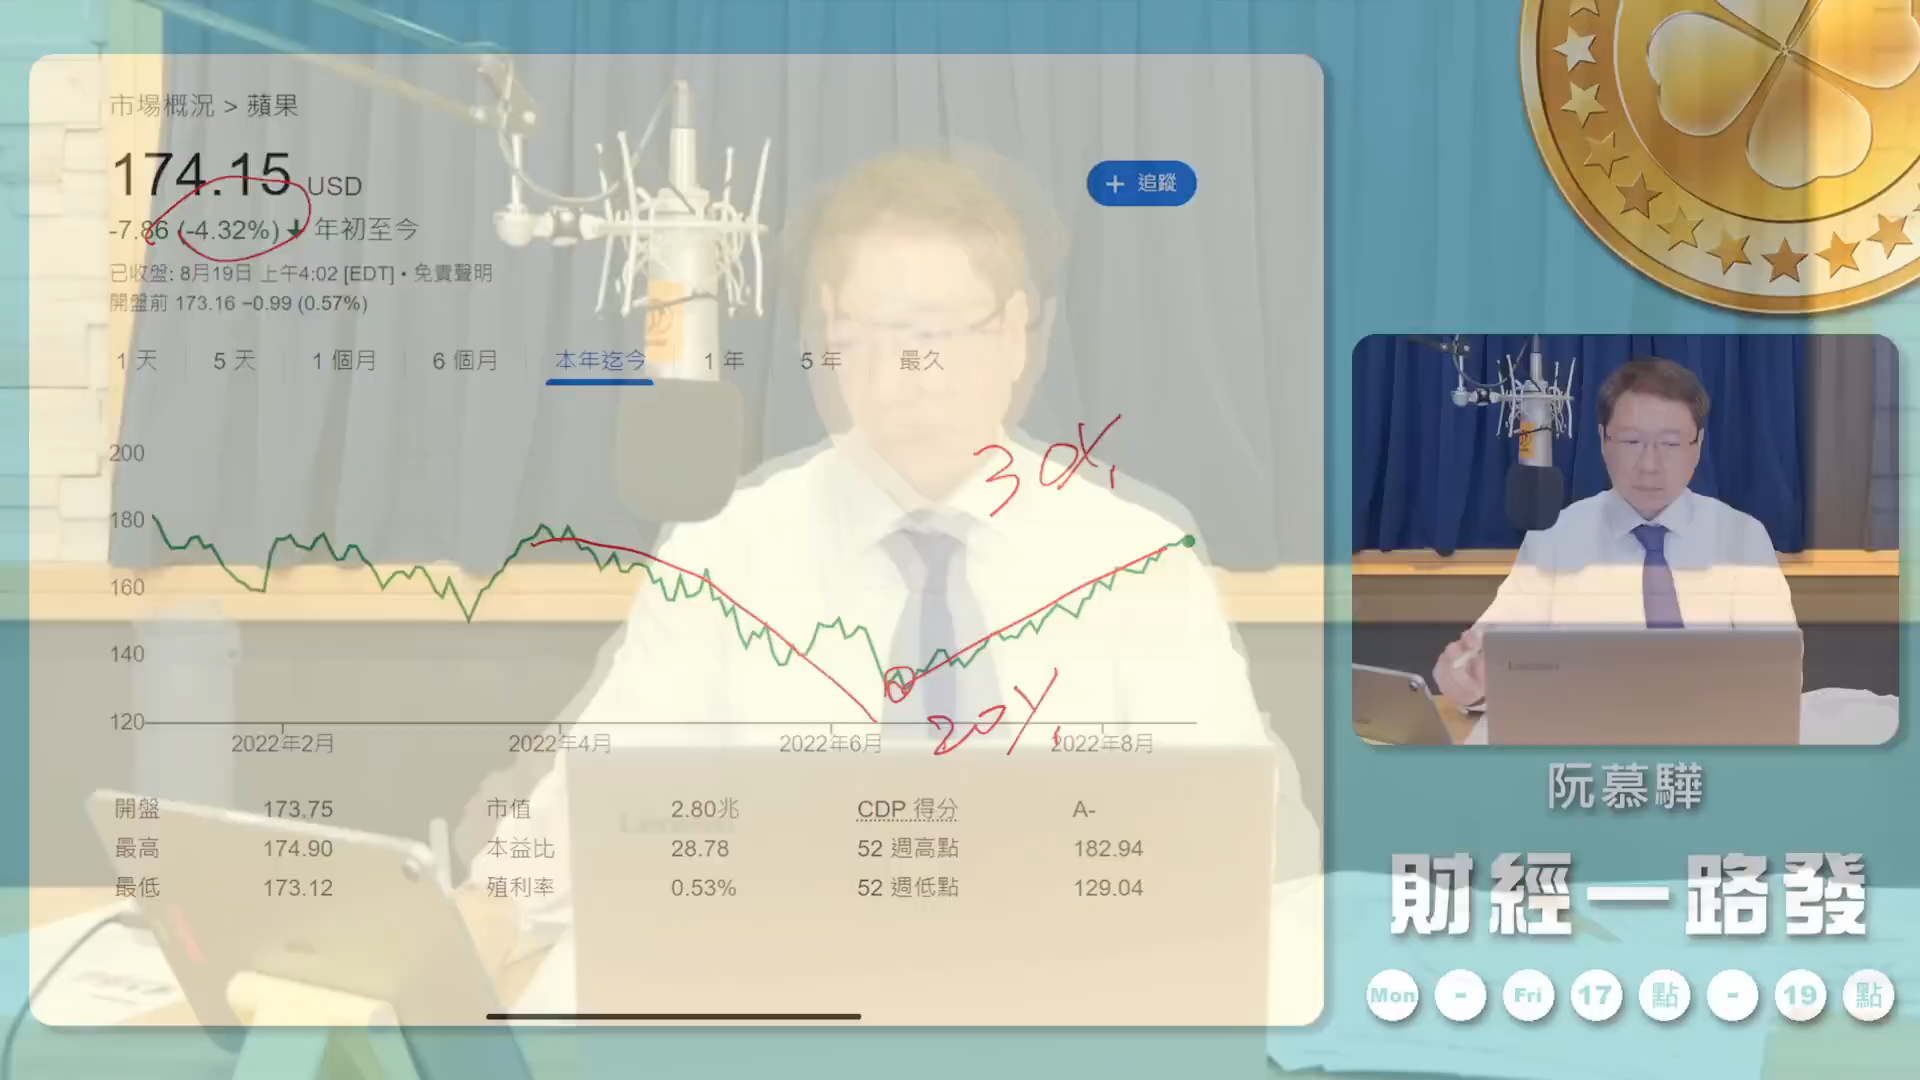 市場概況 > 蘋果
174.15 USD
+ 追蹤
-7.86 (-4.32%) ↓ 年初至今
已收盤: 8月19日 上午4:02 [EDT] • 免責聲明
開盤前 173.16 −0.99 (0.57%)
1 天 5 天 1 個月 6 個月 本年迄今 1 年 5 年 最久
30%
200
180
160
140
120
20%
2022年2月 2022年4月 2022年6月 2022年8月
開盤 173.75 市值 2.80兆 CDP 得分 A-
最高 174.90 本益比 28.78 52 週高點 182.94
最低 173.12 殖利率 0.53% 52 週低點 129.04
Lenovo
阮慕驊
財經一路發
Mon - Fri 17 點 - 19 點